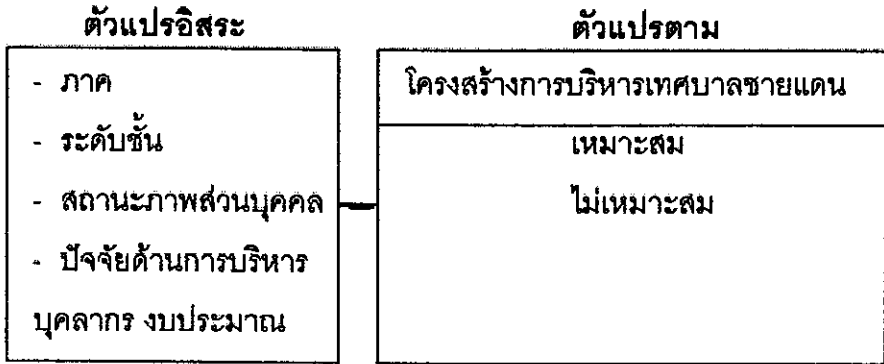 ตัวแปรอิสระ
- ภาค
- ระดับชั้น
- สถานะภาพส่วนบุคคล
- ปัจจัยด้านการบริหาร
บุคลากร งบประมาณ
ตัวแปรตาม
โครงสร้างการบริหารเทศบาลชายแดน
เหมาะสม
ไม่เหมาะสม